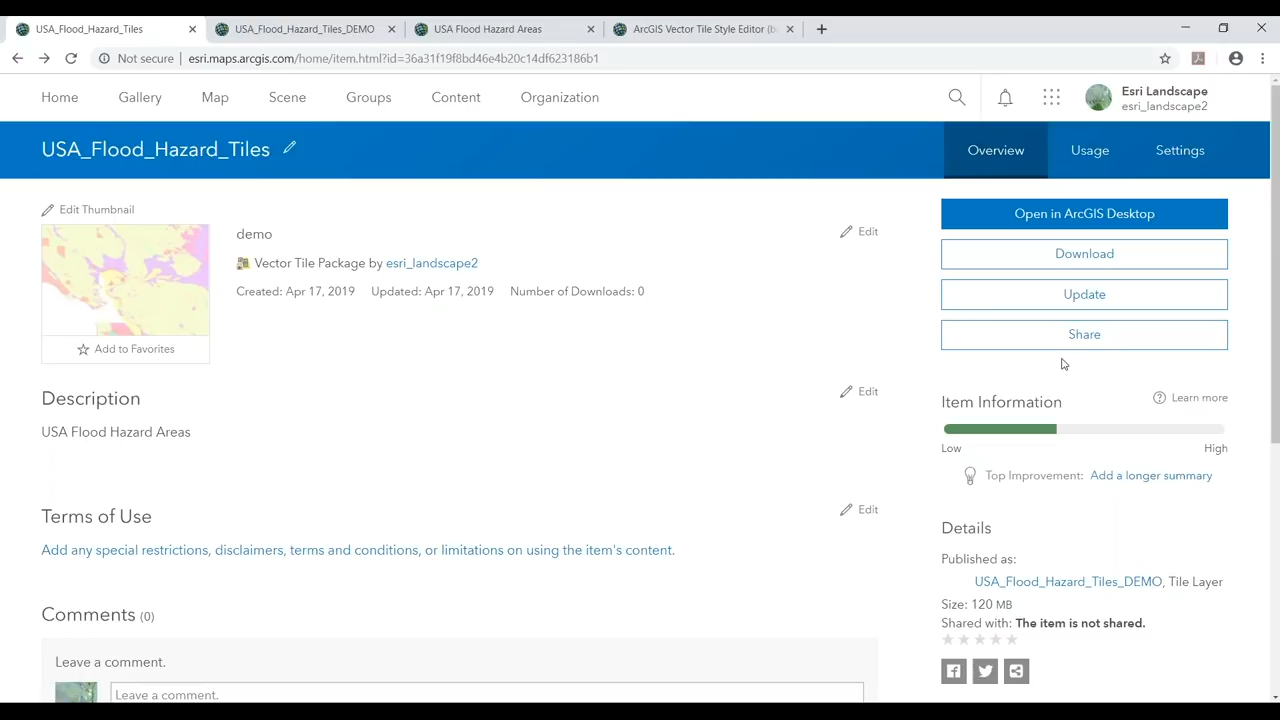 USA_Flood_Hazard_Tiles
USA_Flood_Hazard_Tiles_DEMO
USA Flood Hazard Areas
ArcGIS Vector Tile Style Editor (b
Not secure
esri.maps.arcgis.com/home/item.html?id=36a31f19f8bd46e4b20c14df623186b1
Home
Gallery
Map
Scene
Groups
Content
Organization
Esri Landscape
esri_landscape2
USA_Flood_Hazard_Tiles
Overview
Usage
Settings
Edit Thumbnail
Add to Favorites
demo
Edit
Vector Tile Package by esri_landscape2
Created: Apr 17, 2019 Updated: Apr 17, 2019 Number of Downloads: 0
Description
Edit
USA Flood Hazard Areas
Terms of Use
Edit
Add any special restrictions, disclaimers, terms and conditions, or limitations on using the item's content.
Comments (0)
Leave a comment.
Leave a comment.
Open in ArcGIS Desktop
Download
Update
Share
Item Information
Learn more
Low
High
Top Improvement: Add a longer summary
Details
Published as:
USA_Flood_Hazard_Tiles_DEMO, Tile Layer
Size: 120 MB
Shared with: The item is not shared.